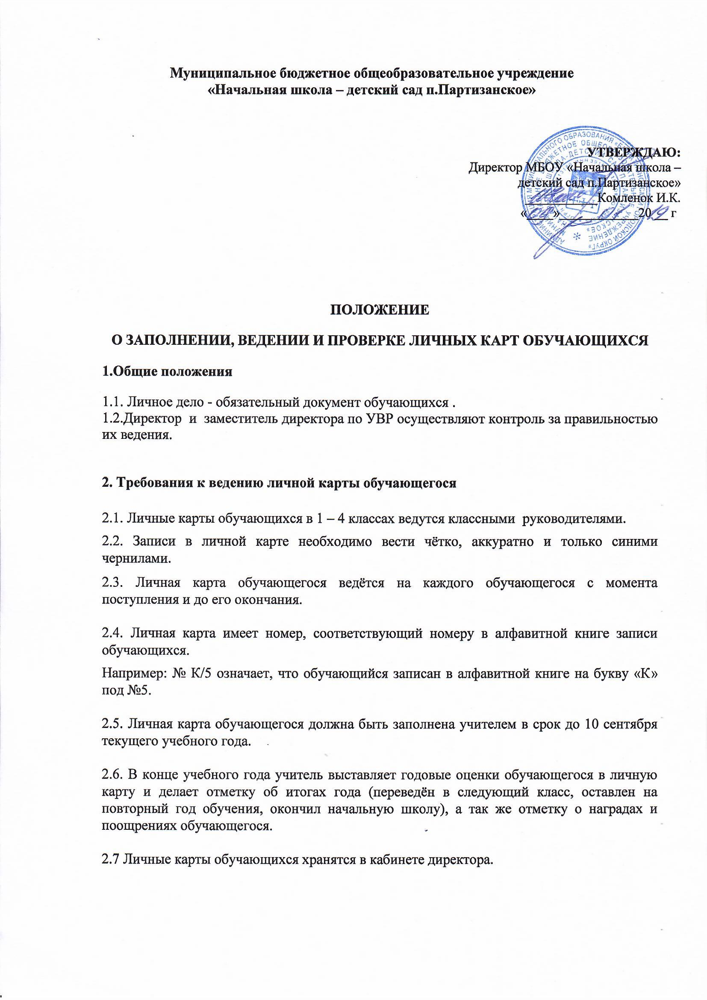 Муниципальное бюджетное общеобразовательное учреждение
«Начальная школа – детский сад п.Партизанское»
УТВЕРЖДАЮ:
Директор МБОУ «Начальная школа –
детский сад п.Партизанское»
___________Комленок И.К.
«____» ____________2019 г
ПОЛОЖЕНИЕ
О ЗАПОЛНЕНИИ, ВЕДЕНИИ И ПРОВЕРКЕ ЛИЧНЫХ КАРТ ОБУЧАЮЩИХСЯ
1.Общие положения
1.1. Личное дело - обязательный документ обучающихся .
1.2.Директор и заместитель директора по УВР осуществляют контроль за правильностью
их ведения.
2. Требования к ведению личной карты обучающегося
2.1. Личные карты обучающихся в 1 – 4 классах ведутся классными руководителями.
2.2. Записи в личной карте необходимо вести чётко, аккуратно и только синими
чернилами.
2.3. Личная карта обучающегося ведётся на каждого обучающегося с момента
поступления и до его окончания.
2.4. Личная карта имеет номер, соответствующий номеру в алфавитной книге записи
обучающихся.
Например: № К/5 означает, что обучающийся записан в алфавитной книге на букву «К»
под №5.
2.5. Личная карта обучающегося должна быть заполнена учителем в срок до 10 сентября
текущего учебного года.
2.6. В конце учебного года учитель выставляет годовые оценки обучающегося в личную
карту и делает отметку об итогах года (переведён в следующий класс, оставлен на
повторный год обучения, окончил начальную школу), а так же отметку о наградах и
поощрениях обучающегося.
2.7 Личные карты обучающихся хранятся в кабинете директора.